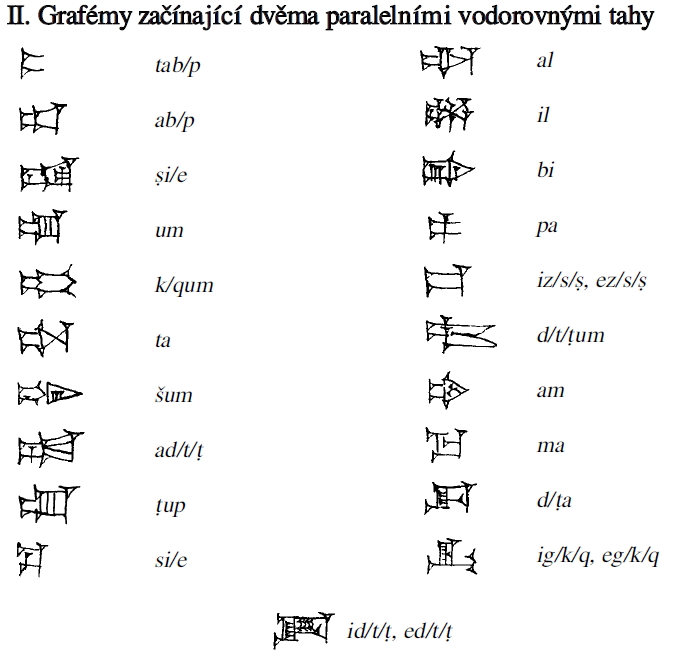 II. Grafémy začínající dvěma paralelními vodorovnými tahy
tab/p
ab/p
ṣi/e
um
k/qum
ta
šum
ad/t/ṭ
ṭup
si/e
al
il
bi
pa
iz/s/ṣ, ez/s/ṣ
d/t/ṭum
am
ma
d/ṭa
ig/k/q, eg/k/q
id/t/ṭ, ed/t/ṭ